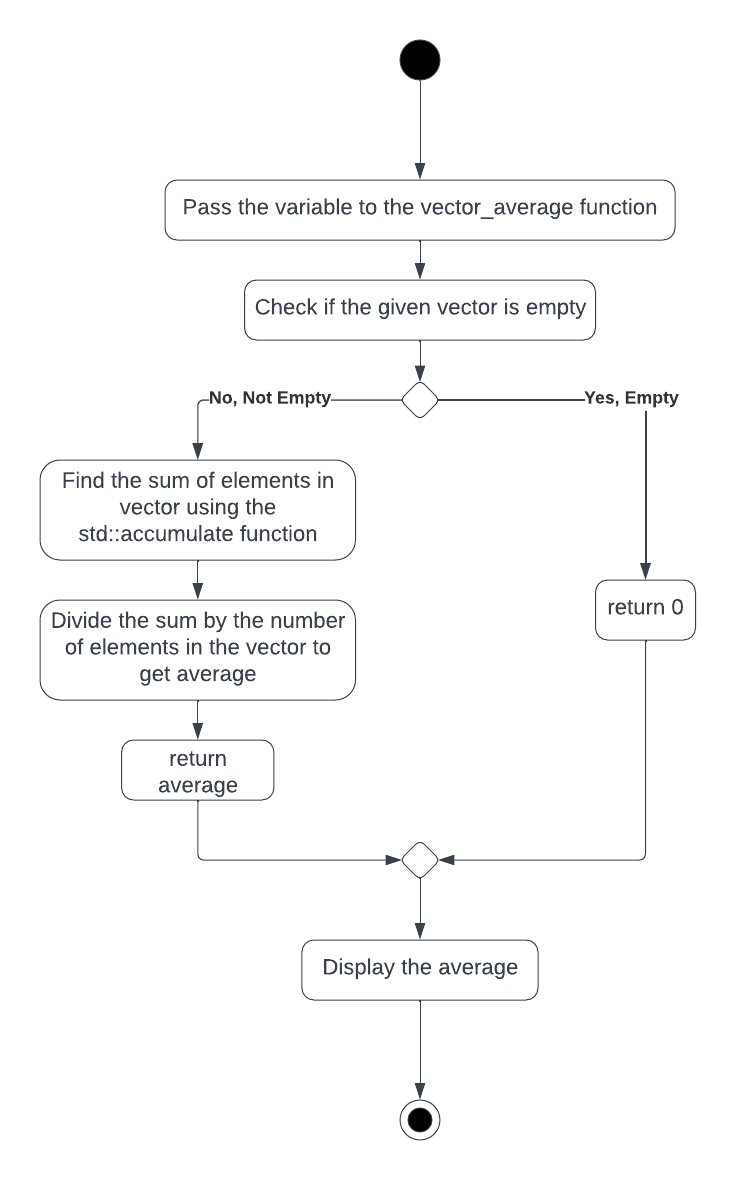 Pass the variable to the vector_average function
Check if the given vector is empty
No, Not Empty
Yes, Empty
Find the sum of elements in
vector using the
std::accumulate function
Divide the sum by the number
of elements in the vector to
get average
return 0
return
average
Display the average